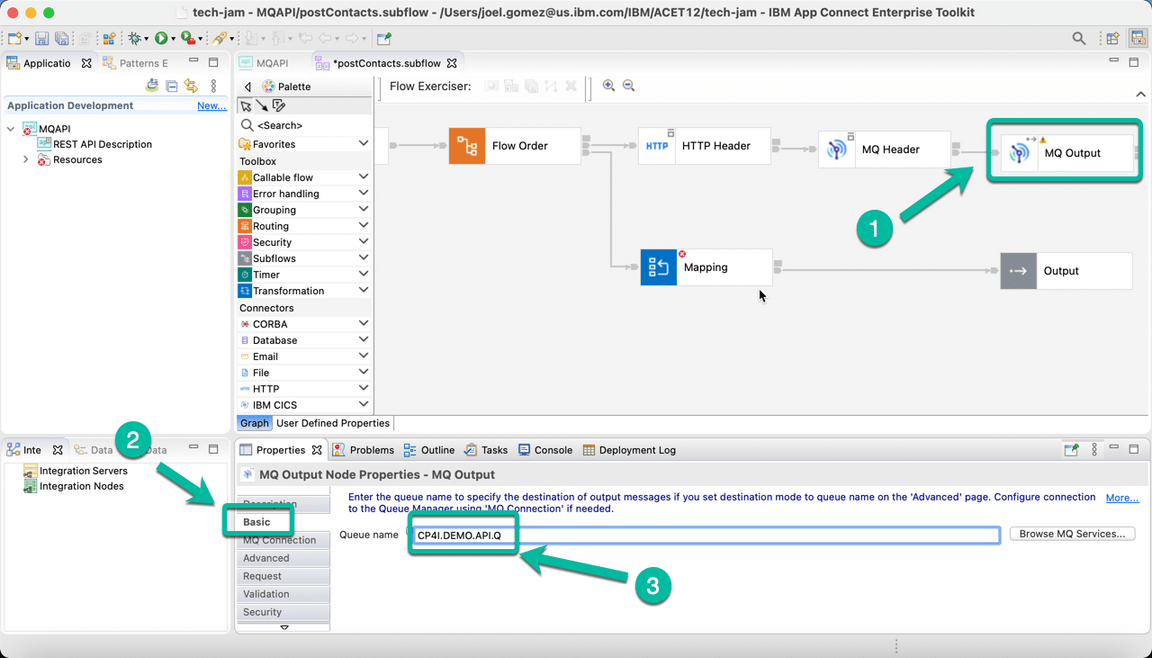 tech-jam - MQAPI/postContacts.subflow - /Users/joel.gomez@us.ibm.com/IBM/ACET12/tech-jam - IBM App Connect Enterprise Toolkit
Applicatio
Patterns E
Application Development
New...
MQAPI
REST API Description
Resources
MQAPI
*postContacts.subflow
Palette
<Search>
Favorites
Toolbox
Callable flow
Error handling
Grouping
Routing
Security
Subflows
Timer
Transformation
Connectors
CORBA
Database
Email
File
HTTP
IBM CICS
Graph
User Defined Properties
Flow Exerciser:
Flow Order
HTTP
HTTP Header
MQ Header
MQ Output
1
Mapping
Output
2
Inte
Data
Data
Integration Servers
Integration Nodes
Properties
Problems
Outline
Tasks
Console
Deployment Log
MQ Output Node Properties - MQ Output
Description
Basic
MQ Connection
Advanced
Request
Validation
Security
Enter the queue name to specify the destination of output messages if you set destination mode to queue name on the 'Advanced' page. Configure connection
to the Queue Manager using 'MQ Connection' if needed.
More...
Queue name
CP4I.DEMO.API.Q
Browse MQ Services...
3